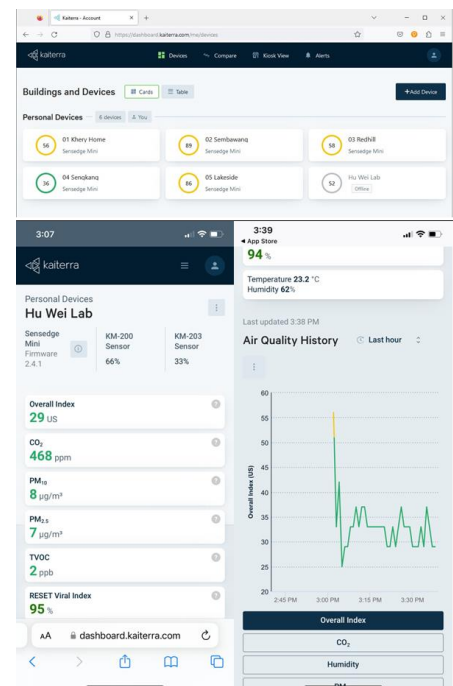 Kaiterra - Account
https://dashboard.kaiterra.com/me/devices
kaiterra
Devices
Compare
Kiosk View
Alerts
Buildings and Devices
Cards
Table
+Add Device
Personal Devices
6 devices
You
56
01 Khery Home
Sensedge Mini
89
02 Sembawang
Sensedge Mini
58
03 Redhill
Sensedge Mini
36
04 Sengkang
Sensedge Mini
86
05 Lakeside
Sensedge Mini
52
Hu Wei Lab
Offline
3:07
kaiterra
Personal Devices
Hu Wei Lab
Sensedge Mini
Firmware 2.4.1
KM-200 Sensor
66%
KM-203 Sensor
33%
Overall Index
29 US
CO₂
468 ppm
PM₁₀
8 µg/m³
PM₂.₅
7 µg/m³
TVOC
2 ppb
RESET Viral Index
95 %
AA
dashboard.kaiterra.com
3:39
App Store
94 %
Temperature 23.2 °C
Humidity 62%
Last updated 3:38 PM
Air Quality History
Last hour
Overall Index (US)
60
55
50
45
40
35
30
25
20
2:45 PM 3:00 PM 3:15 PM 3:30 PM
Overall Index
CO₂
Humidity